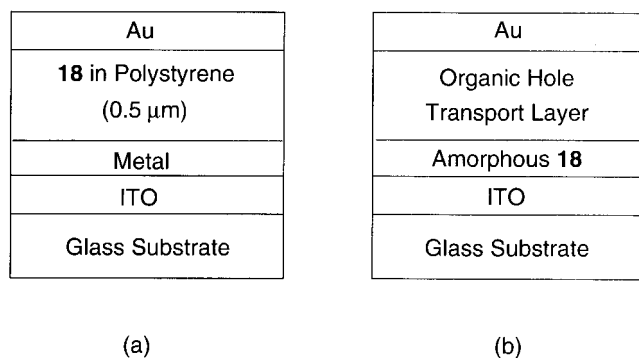 Au
18 in Polystyrene
(0.5 µm)
Metal
ITO
Glass Substrate
(a)
Au
Organic Hole
Transport Layer
Amorphous 18
ITO
Glass Substrate
(b)